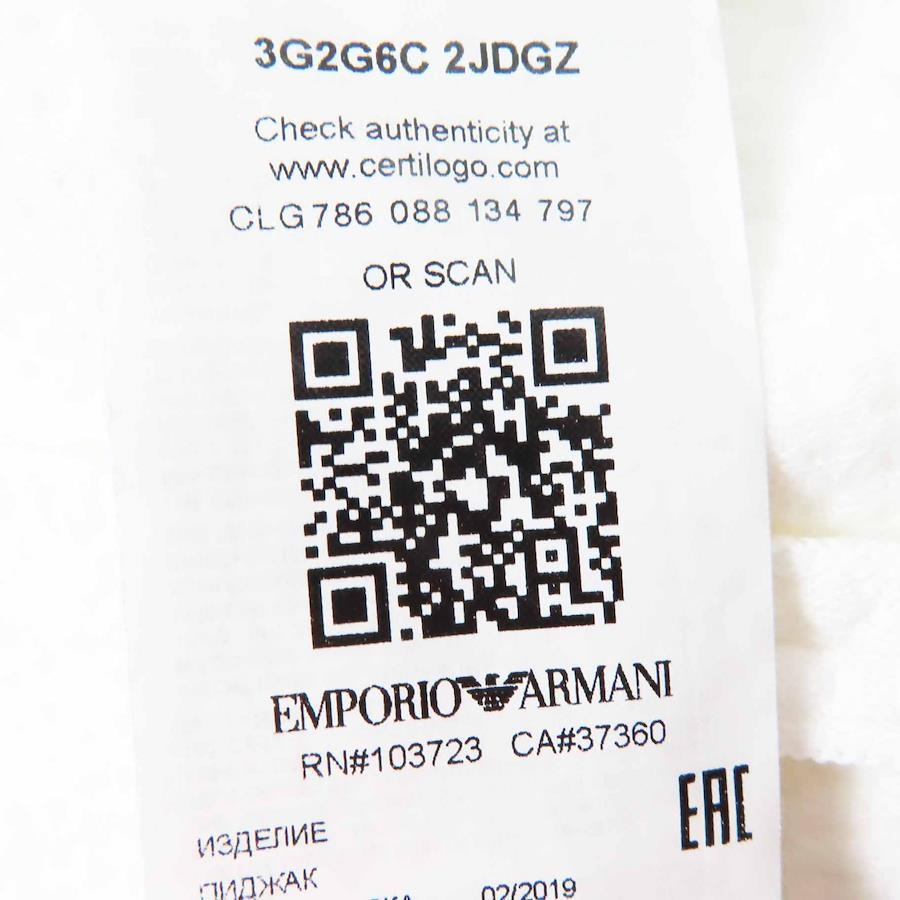 3G2G6C 2JDGZ
Check authenticity at
www.certilogo.com
CLG786 088 134 797
OR SCAN
EMPORIO ARMANI
RN#103723 CA#37360
EAC
ИЗДЕЛИЕ
ПИДЖАК
02/2019